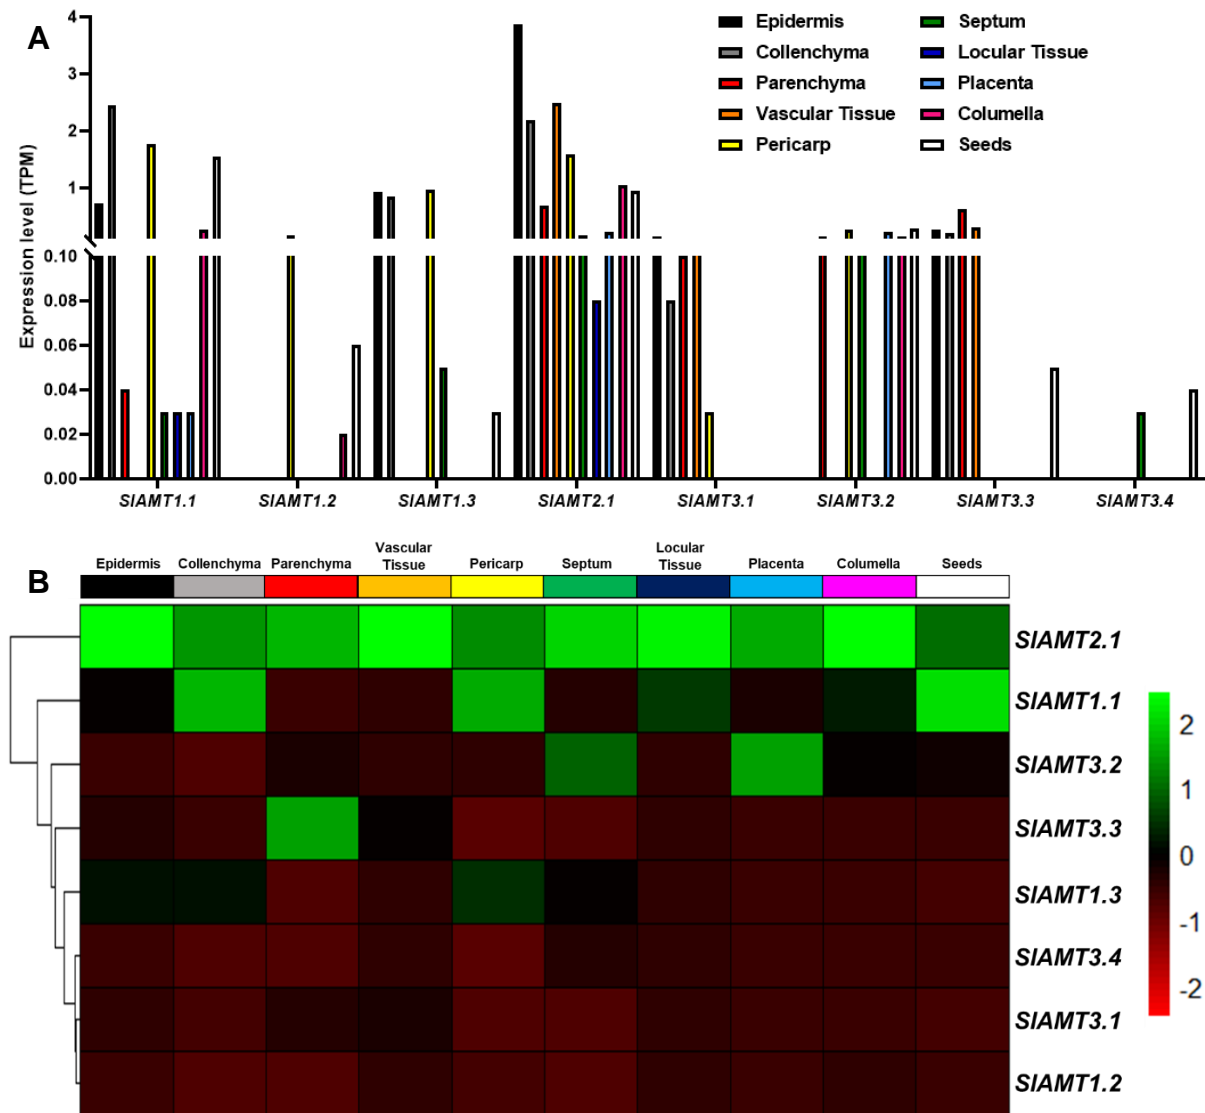 A
Expression level (TPM)
4
3
2
1
0.10
0.08
0.06
0.04
0.02
0.00
Epidermis
Collenchyma
Parenchyma
Vascular Tissue
Pericarp
Septum
Locular Tissue
Placenta
Columella
Seeds
SlAMT1.1 SlAMT1.2 SlAMT1.3 SlAMT2.1 SlAMT3.1 SlAMT3.2 SlAMT3.3 SlAMT3.4
B
Epidermis Collenchyma Parenchyma Vascular Tissue Pericarp Septum Locular Tissue Placenta Columella Seeds
SlAMT2.1
SlAMT1.1
SlAMT3.2
SlAMT3.3
SlAMT1.3
SlAMT3.4
SlAMT3.1
SlAMT1.2
2
1
0
-1
-2